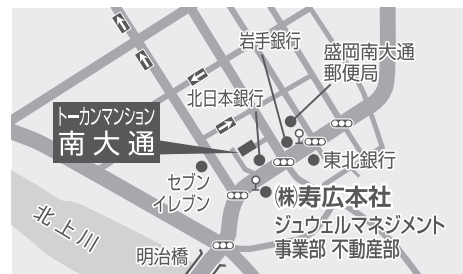 岩手銀行
盛岡南大通
郵便局
北日本銀行
トーカンマンション
南大通
東北銀行
セブン
イレブン
㈱寿広本社
ジュウェルマネジメント
事業部 不動産部
北上川
明治橋